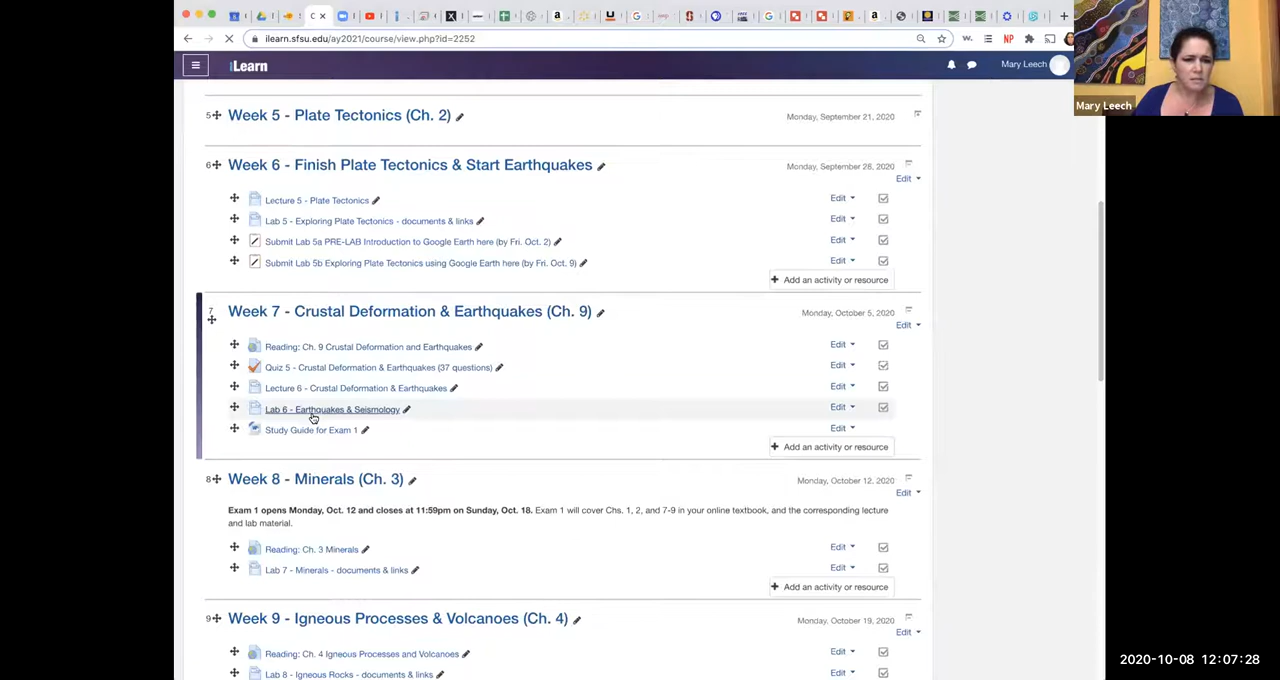 ilearn.sfsu.edu/ay2021/course/view.php?id=2252
iLearn
Mary Leech
Mary Leech
5 Week 5 - Plate Tectonics (Ch. 2) Monday, September 21, 2020
6 Week 6 - Finish Plate Tectonics & Start Earthquakes Monday, September 28, 2020
Edit
Lecture 5 - Plate Tectonics Edit
Lab 5 - Exploring Plate Tectonics - documents & links Edit
Submit Lab 5a PRE-LAB Introduction to Google Earth here (by Fri. Oct. 2) Edit
Submit Lab 5b Exploring Plate Tectonics using Google Earth here (by Fri. Oct. 9) Edit
+ Add an activity or resource
7 Week 7 - Crustal Deformation & Earthquakes (Ch. 9) Monday, October 5, 2020
Edit
Reading: Ch. 9 Crustal Deformation and Earthquakes Edit
Quiz 5 - Crustal Deformation & Earthquakes (37 questions) Edit
Lecture 6 - Crustal Deformation & Earthquakes Edit
Lab 6 - Earthquakes & Seismology Edit
Study Guide for Exam 1 Edit
+ Add an activity or resource
8 Week 8 - Minerals (Ch. 3) Monday, October 12, 2020
Edit
Exam 1 opens Monday, Oct. 12 and closes at 11:59pm on Sunday, Oct. 18. Exam 1 will cover Chs. 1, 2, and 7-9 in your online textbook, and the corresponding lecture
and lab material.
Reading: Ch. 3 Minerals Edit
Lab 7 - Minerals - documents & links Edit
+ Add an activity or resource
9 Week 9 - Igneous Processes & Volcanoes (Ch. 4) Monday, October 19, 2020
Edit
Reading: Ch. 4 Igneous Processes and Volcanoes Edit
Lab 8 - Igneous Rocks - documents & links Edit
2020-10-08 12:07:28